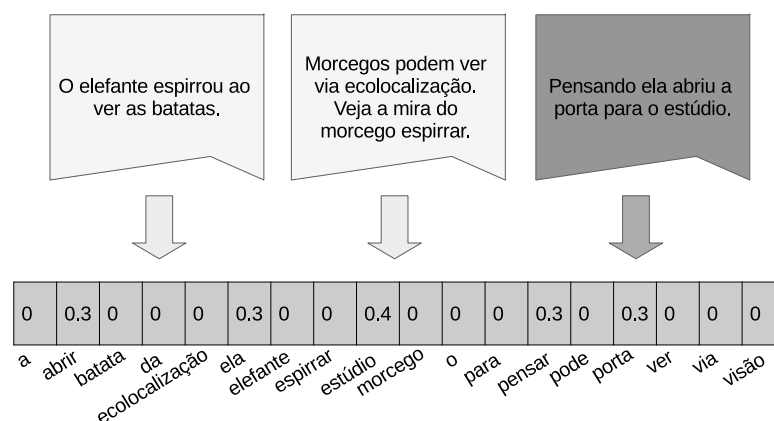 O elefante espirrou ao
ver as batatas.
Morcegos podem ver
via ecolocalização.
Veja a mira do
morcego espirrar.
Pensando ela abriu a
porta para o estúdio.
0 0.3 0 0 0 0.3 0 0 0.4 0 0 0 0.3 0 0.3 0 0 0
a abrir batata da ecolocalização ela elefante espirrar estúdio morcego o para pensar pode porta ver via visão